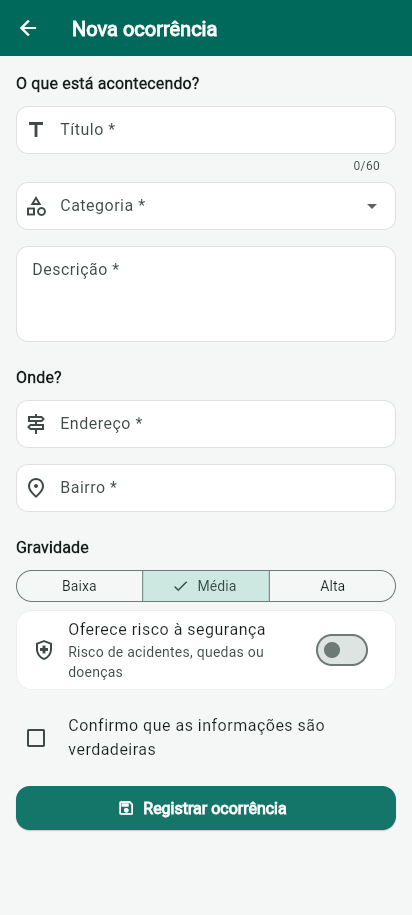 Nova ocorrência
O que está acontecendo?
Título *
0/60
Categoria *
Descrição *
Onde?
Endereço *
Bairro *
Gravidade
Baixa
Média
Alta
Oferece risco à segurança
Risco de acidentes, quedas ou
doenças
Confirmo que as informações são
verdadeiras
Registrar ocorrência